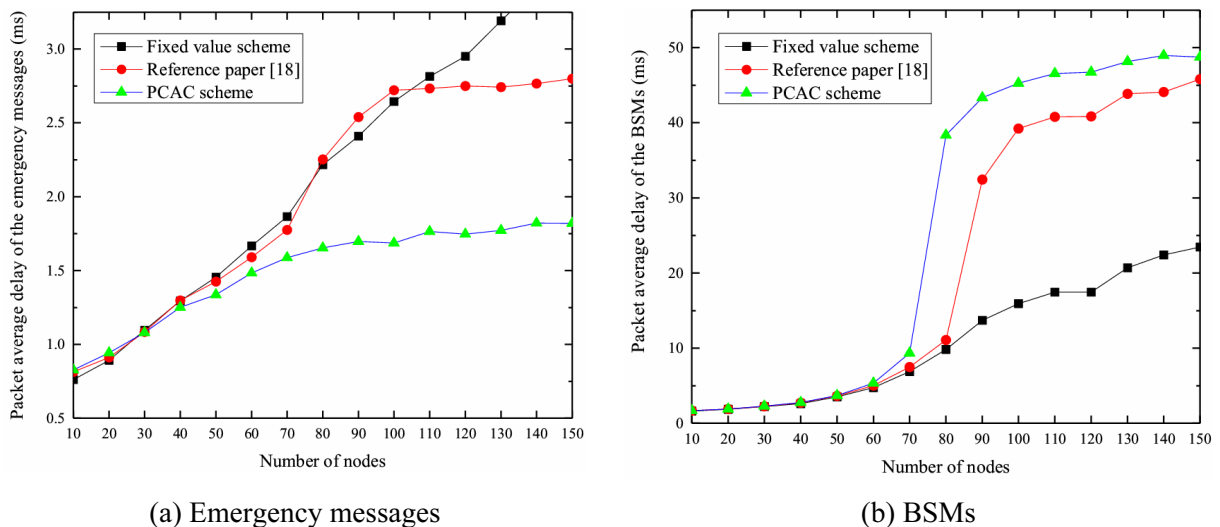 Packet average delay of the emergency messages (ms)
3.0
2.5
2.0
1.5
1.0
0.5
Fixed value scheme
Reference paper [18]
PCAC scheme
10 20 30 40 50 60 70 80 90 100 110 120 130 140 150
Number of nodes
(a) Emergency messages
Packet average delay of the BSMs (ms)
50
40
30
20
10
0
Fixed value scheme
Reference paper [18]
PCAC scheme
10 20 30 40 50 60 70 80 90 100 110 120 130 140 150
Number of nodes
(b) BSMs